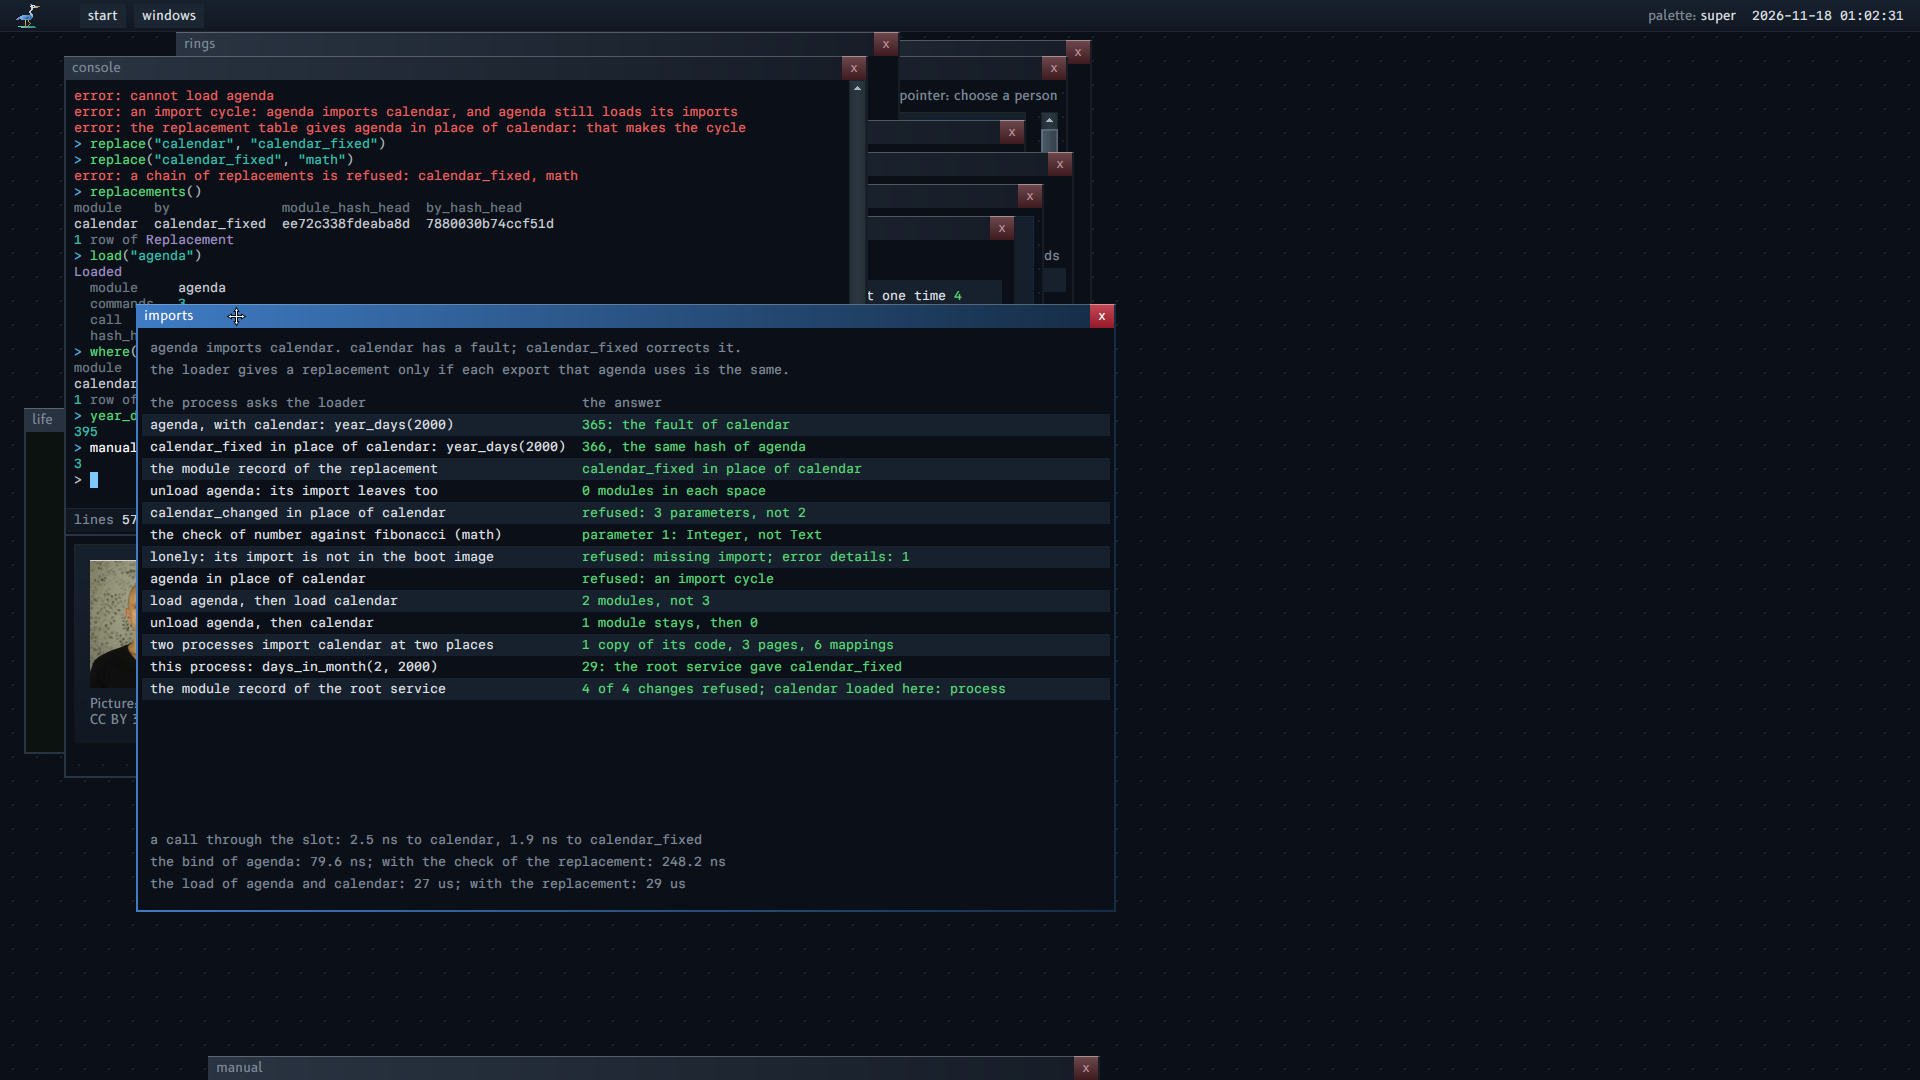 start
windows
palette: super 2026-11-18 01:02:31
rings
x
x
console
x
x
error: cannot load agenda
error: an import cycle: agenda imports calendar, and agenda still loads its imports
error: the replacement table gives agenda in place of calendar: that makes the cycle
> replace("calendar", "calendar_fixed")
> replace("calendar_fixed", "math")
error: a chain of replacements is refused: calendar_fixed, math
> replacements()
module by module_hash_head by_hash_head
calendar calendar_fixed ee72c338fdeaba8d 7880030b74ccf51d
1 row of Replacement
> load("agenda")
Loaded
module agenda
commands 3
call
hash_h
> where(
module
calendar
1 row of
> year_d
395
> manual
3
>
lines 57
pointer: choose a person
x
x
x
x
ds
t one time 4
life
Picture
CC BY 3
imports
x
agenda imports calendar. calendar has a fault; calendar_fixed corrects it.
the loader gives a replacement only if each export that agenda uses is the same.
the process asks the loader the answer
agenda, with calendar: year_days(2000) 365: the fault of calendar
calendar_fixed in place of calendar: year_days(2000) 366, the same hash of agenda
the module record of the replacement calendar_fixed in place of calendar
unload agenda: its import leaves too 0 modules in each space
calendar_changed in place of calendar refused: 3 parameters, not 2
the check of number against fibonacci (math) parameter 1: Integer, not Text
lonely: its import is not in the boot image refused: missing import; error details: 1
agenda in place of calendar refused: an import cycle
load agenda, then load calendar 2 modules, not 3
unload agenda, then calendar 1 module stays, then 0
two processes import calendar at two places 1 copy of its code, 3 pages, 6 mappings
this process: days_in_month(2, 2000) 29: the root service gave calendar_fixed
the module record of the root service 4 of 4 changes refused; calendar loaded here: process
a call through the slot: 2.5 ns to calendar, 1.9 ns to calendar_fixed
the bind of agenda: 79.6 ns; with the check of the replacement: 248.2 ns
the load of agenda and calendar: 27 us; with the replacement: 29 us
manual
x